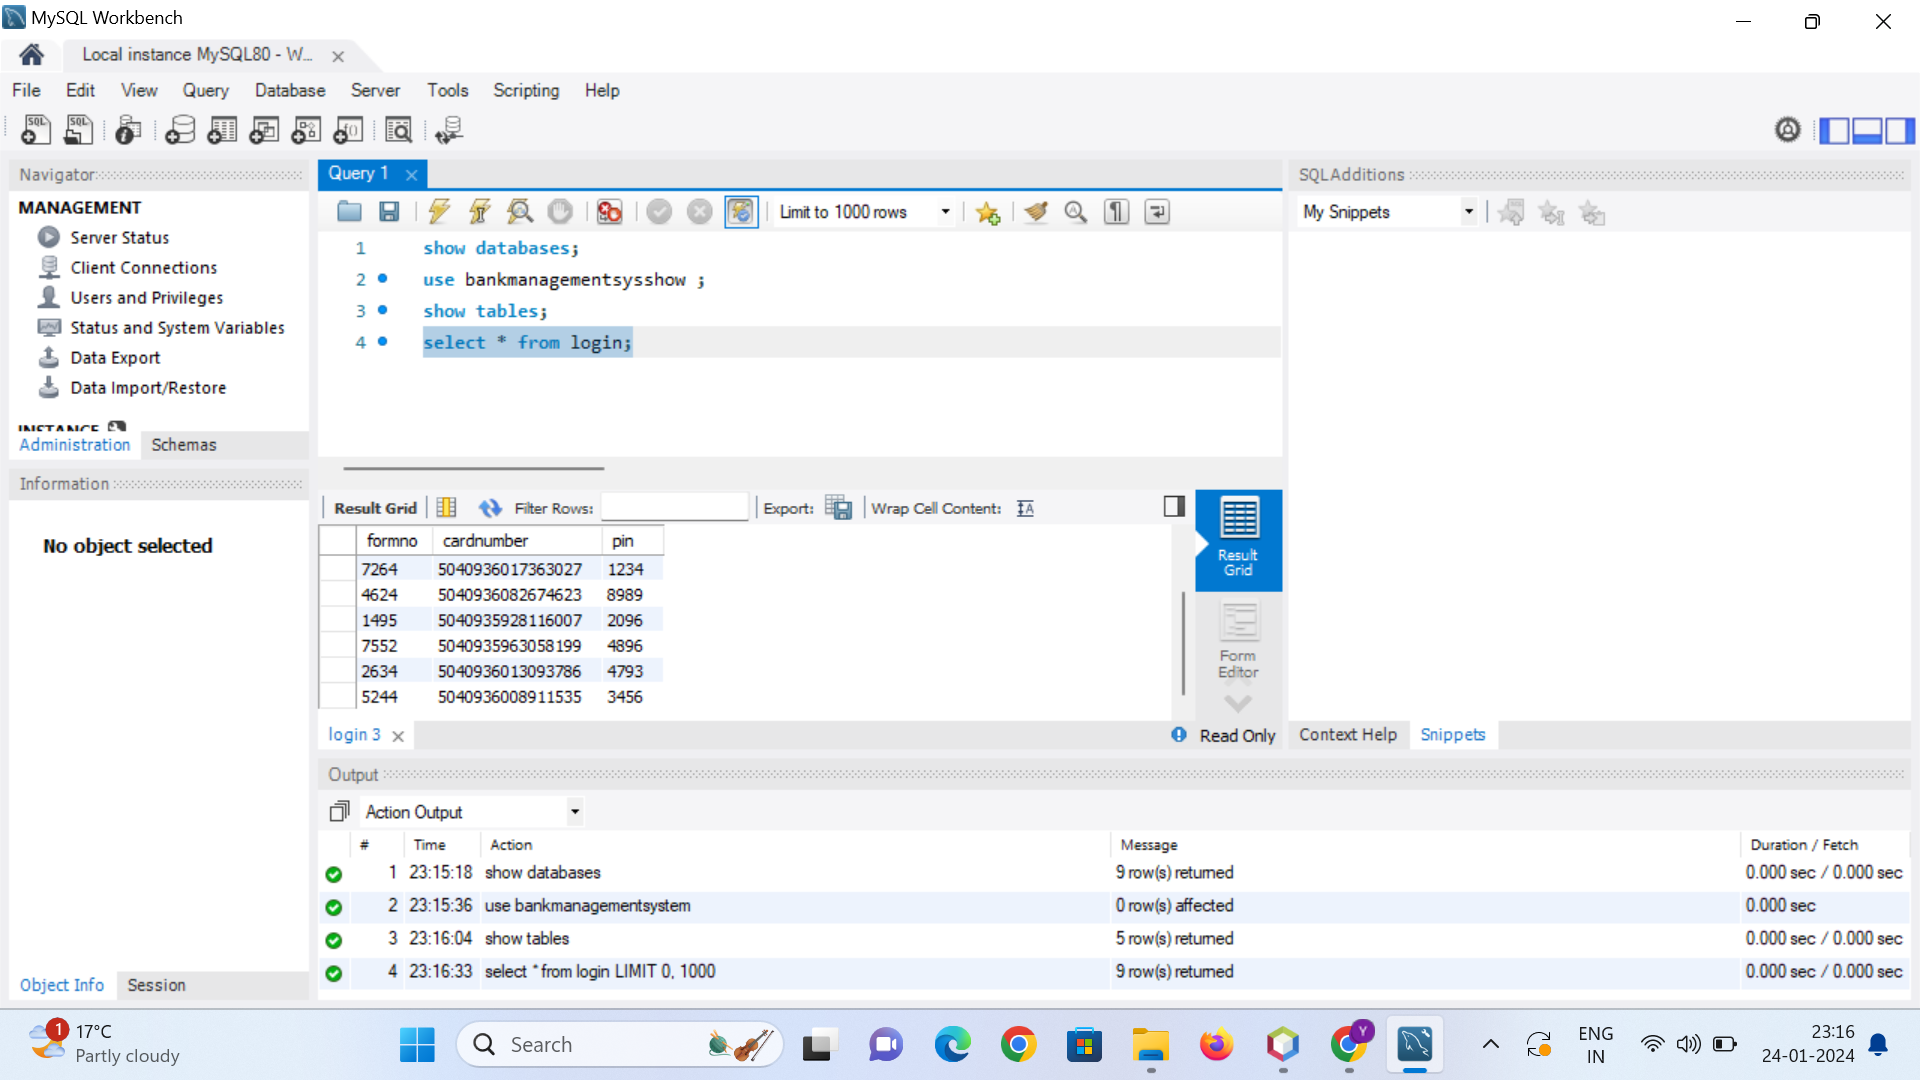 MySQL Workbench
Local instance MySQL80 - W...
File Edit View Query Database Server Tools Scripting Help
Navigator
MANAGEMENT
Server Status
Client Connections
Users and Privileges
Status and System Variables
Data Export
Data Import/Restore
INSTANCE
Administration Schemas
Information
No object selected
Object Info Session
Query 1
Limit to 1000 rows
1 show databases;
2 use bankmanagementsysshow ;
3 show tables;
4 select * from login;
Result Grid Filter Rows: Export: Wrap Cell Content:
formno cardnumber pin
7264 5040936017363027 1234
4624 5040936082674623 8989
1495 5040935928116007 2096
7552 5040935963058199 4896
2634 5040936013093786 4793
5244 5040936008911535 3456
Result
Grid
Form
Editor
login 3
Read Only
SQLAdditions
My Snippets
Context Help Snippets
Output
Action Output
# Time Action Message Duration / Fetch
1 23:15:18 show databases 9 row(s) returned 0.000 sec / 0.000 sec
2 23:15:36 use bankmanagementsystem 0 row(s) affected 0.000 sec
3 23:16:04 show tables 5 row(s) returned 0.000 sec / 0.000 sec
4 23:16:33 select * from login LIMIT 0, 1000 9 row(s) returned 0.000 sec / 0.000 sec
1
17°C
Partly cloudy
Search
Y
ENG
IN
23:16
24-01-2024